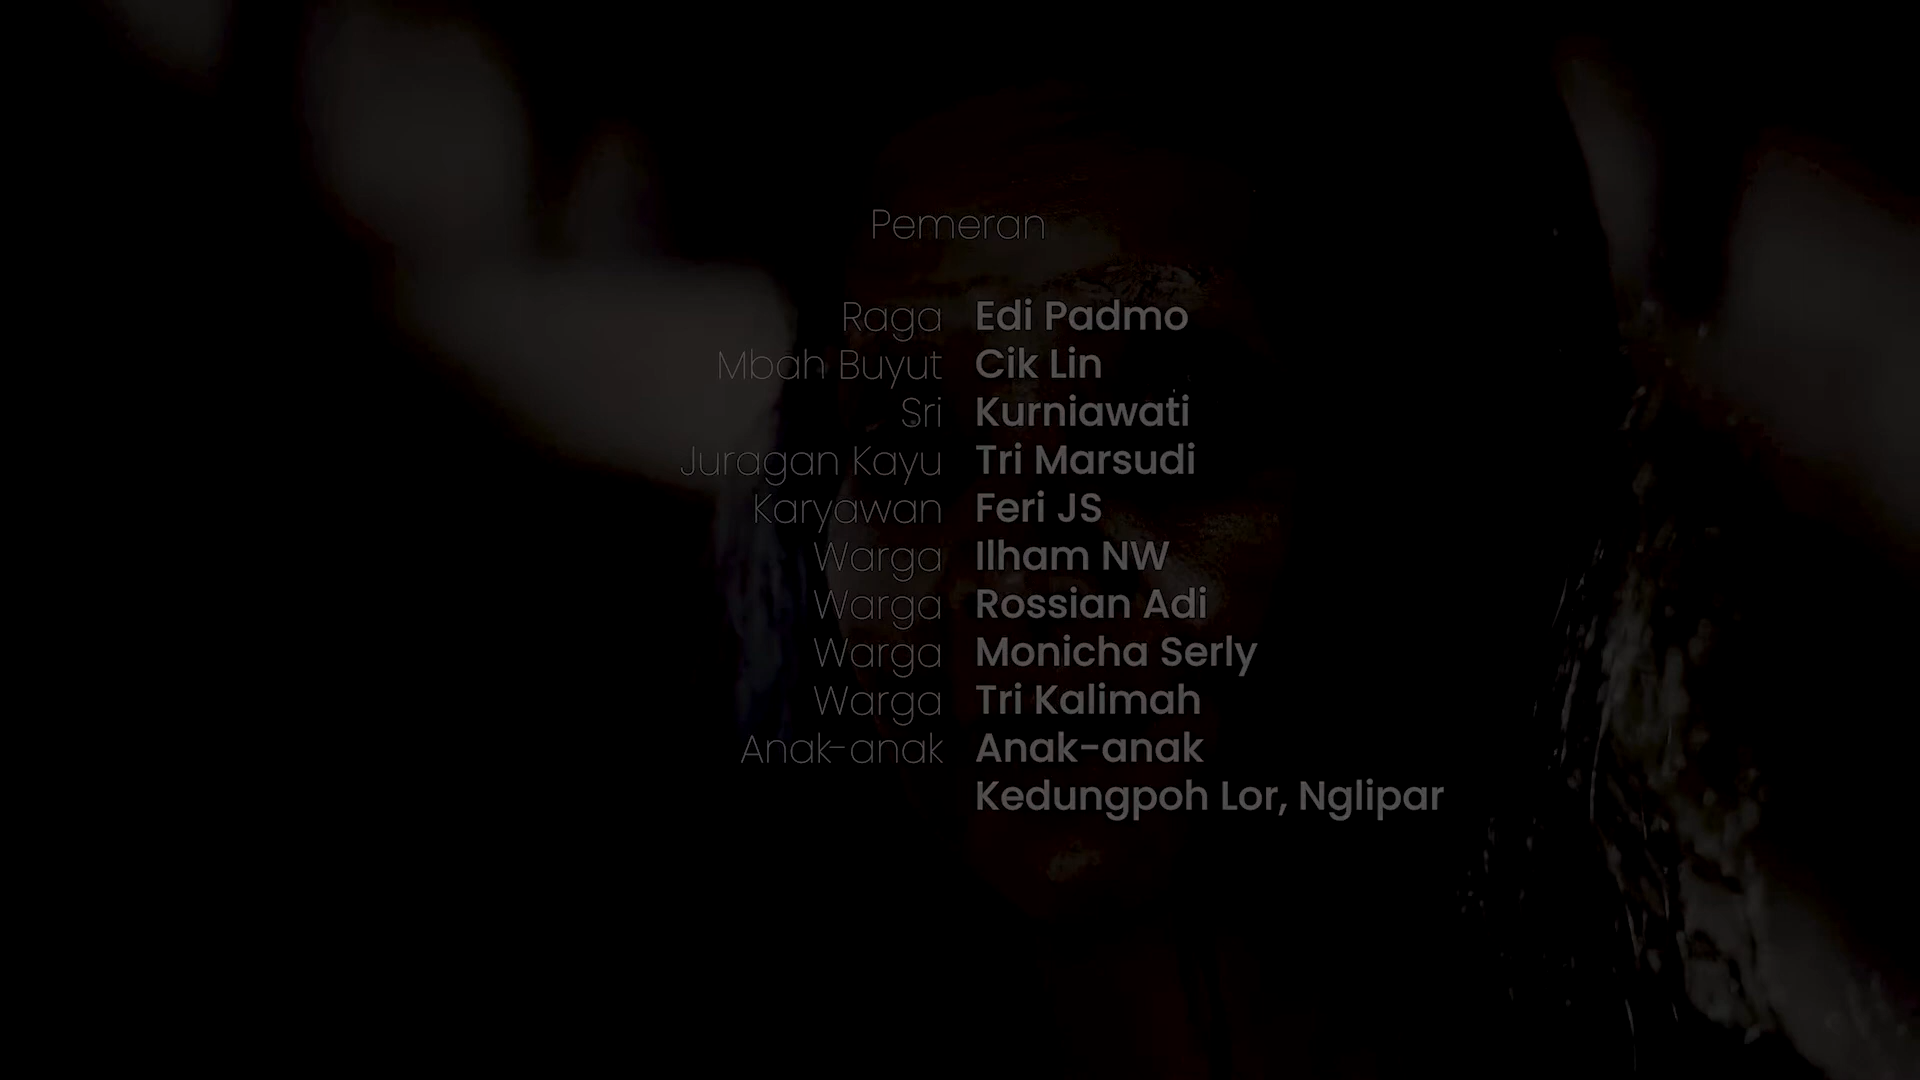 Pemeran
Raga Edi Padmo
Mbah Buyut Cik Lin
Sri Kurniawati
Juragan Kayu Tri Marsudi
Karyawan Feri JS
Warga Ilham NW
Warga Rossian Adi
Warga Monicha Serly
Warga Tri Kalimah
Anak-anak Anak-anak
Kedungpoh Lor, Nglipar